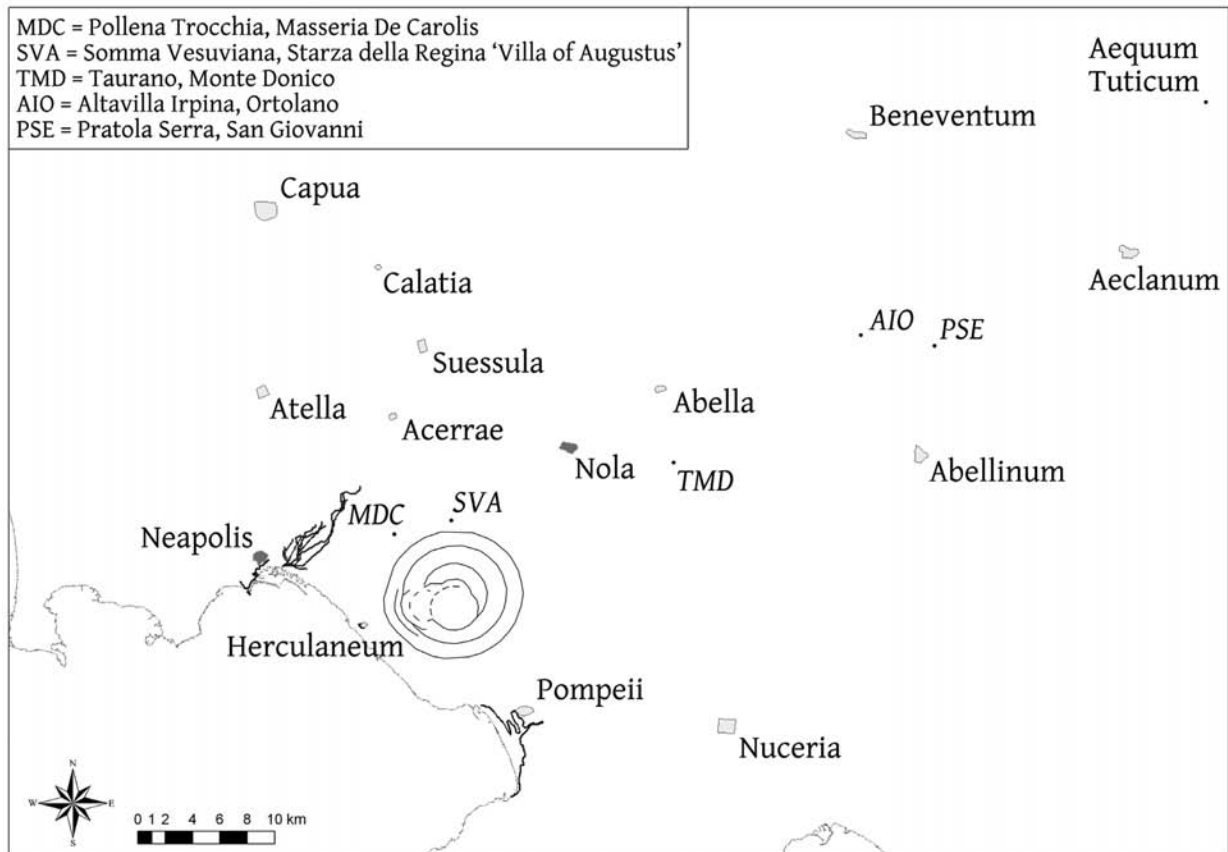 MDC = Pollena Trocchia, Masseria De Carolis
SVA = Somma Vesuviana, Starza della Regina ‘Villa of Augustus’
TMD = Taurano, Monte Donico
AIO = Altavilla Irpina, Ortolano
PSE = Pratola Serra, San Giovanni
Aequum
Tuticum
Beneventum
Capua
Calatia
Aeclanum
AIO
PSE
Suessula
Atella
Abella
Acerrae
Nola
TMD
Abellinum
MDC
SVA
Neapolis
Herculaneum
Pompeii
Nuceria
N
W E
S
0 1 2 4 6 8 10 km